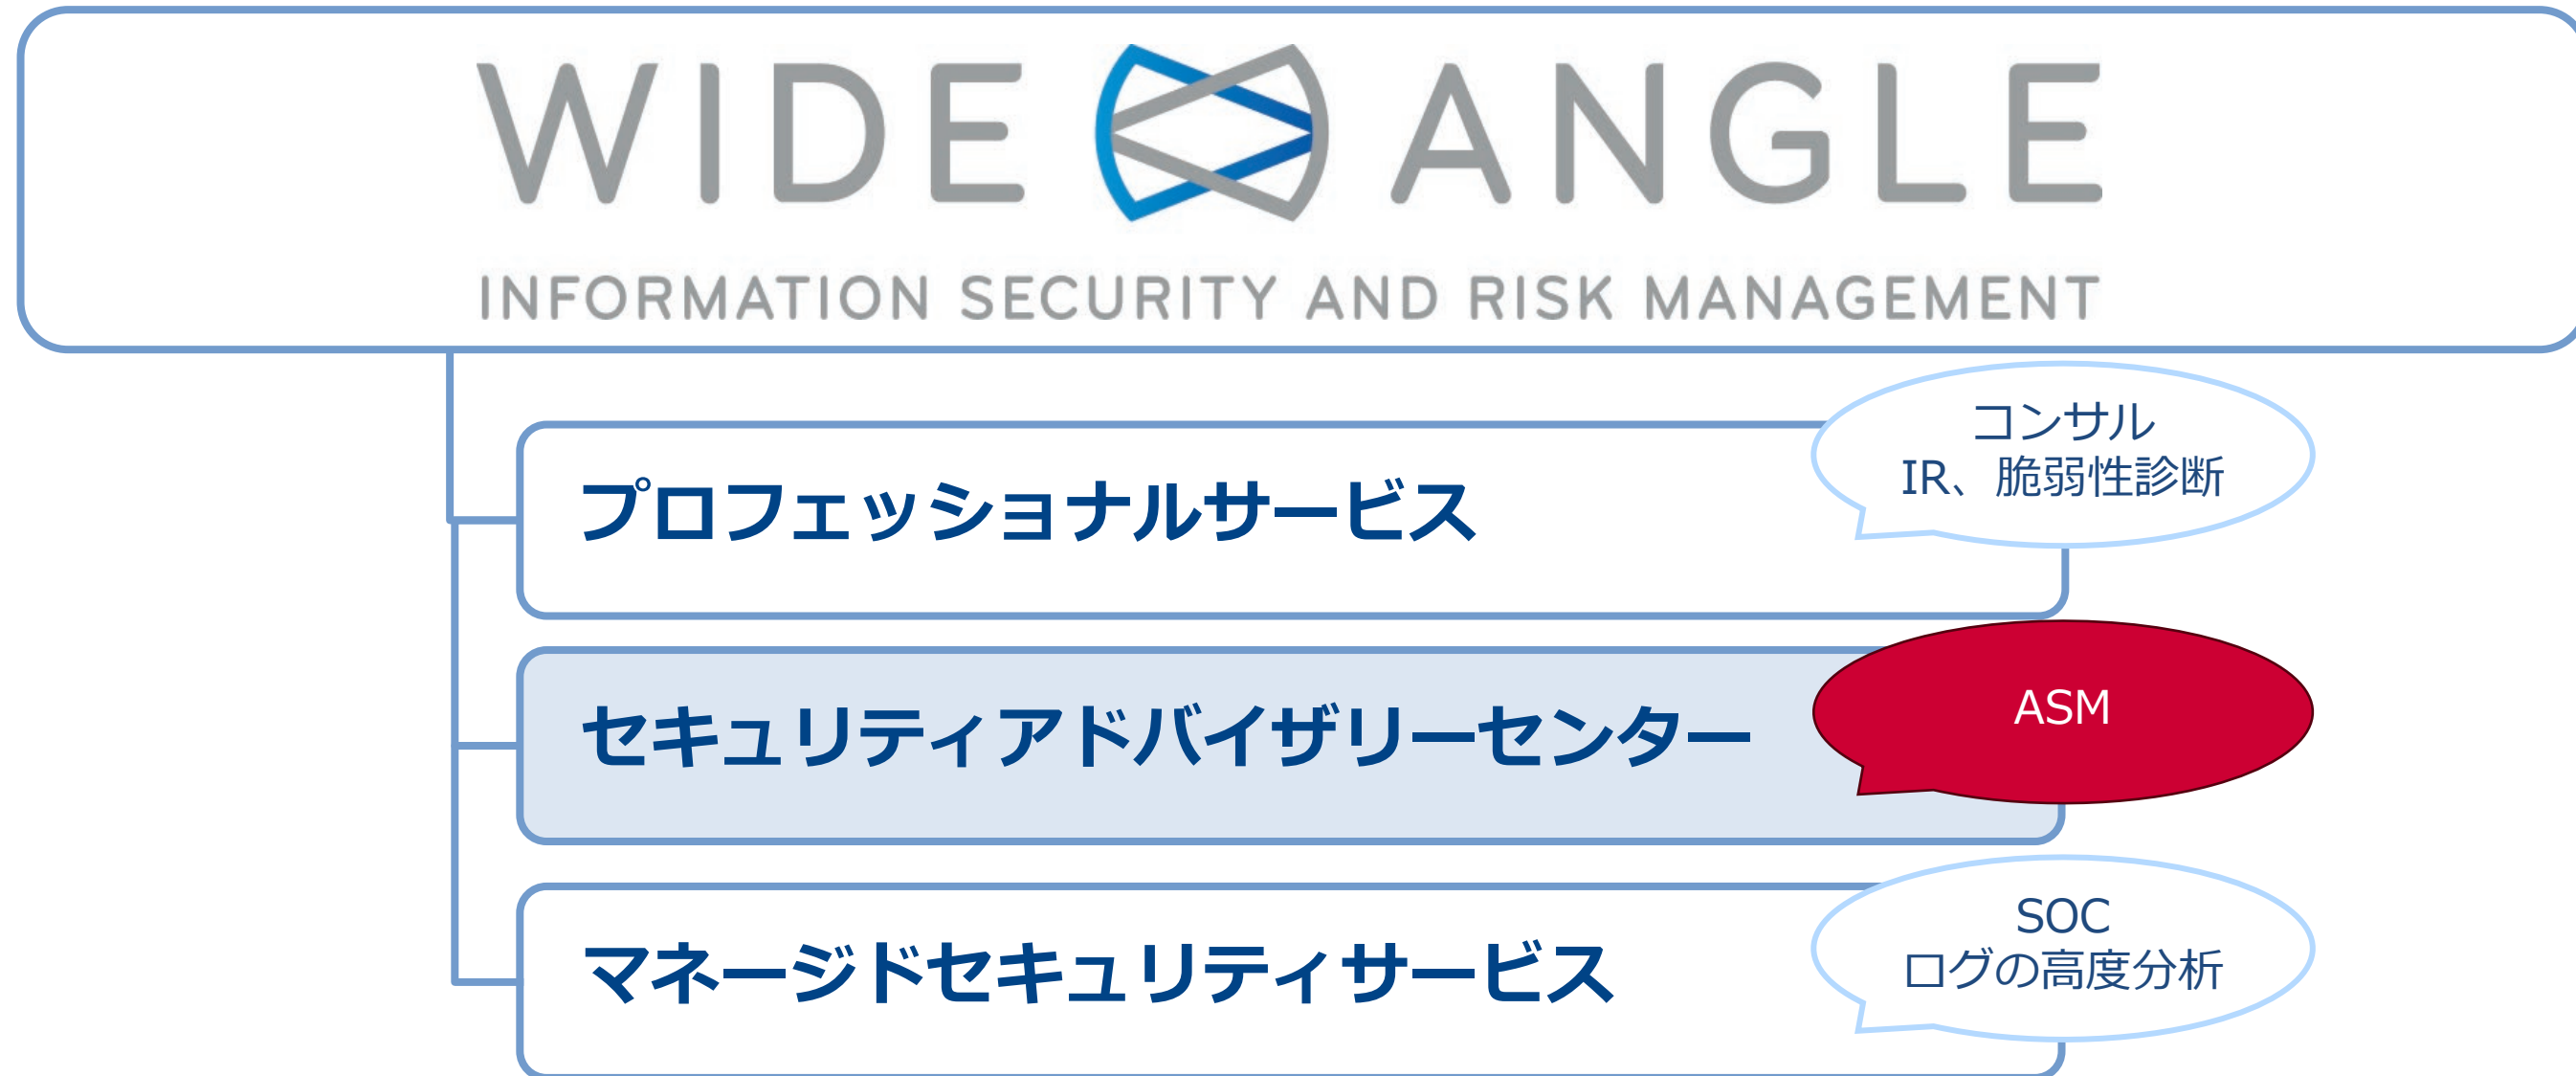 WIDE ANGLE
INFORMATION SECURITY AND RISK MANAGEMENT
コンサル
IR、脆弱性診断
プロフェッショナルサービス
ASM
セキュリティアドバイザリーセンター
SOC
ログの高度分析
マネージドセキュリティサービス